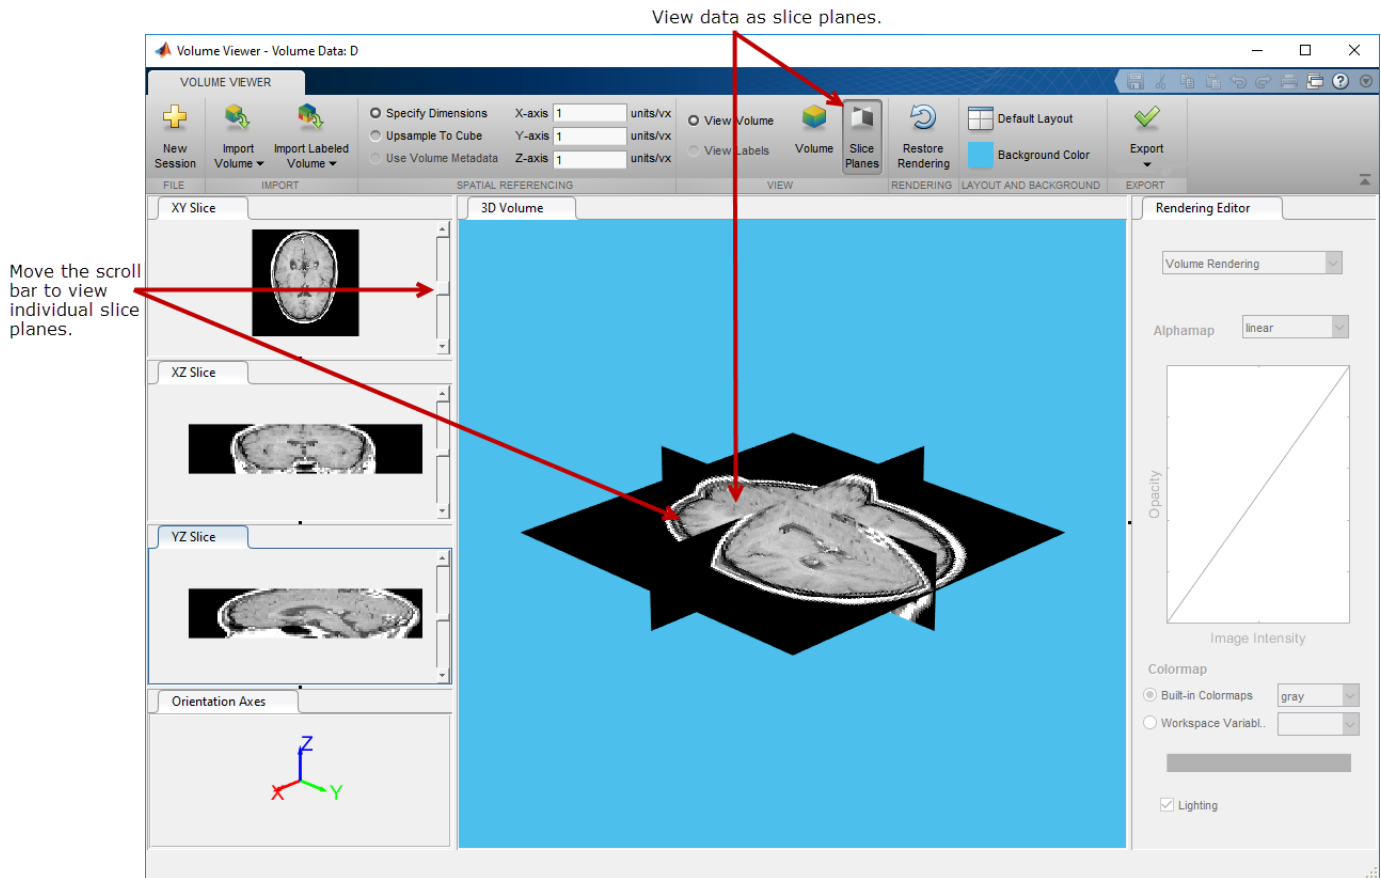 View data as slice planes.
Volume Viewer - Volume Data: D
VOLUME VIEWER
New
Session
Import
Volume
Import Labeled
Volume
Specify Dimensions
Upsample To Cube
Use Volume Metadata
X-axis 1 units/vx
Y-axis 1 units/vx
Z-axis 1 units/vx
View Volume
View Labels
Volume
Slice
Planes
Restore
Rendering
Default Layout
Background Color
Export
FILE
IMPORT
SPATIAL REFERENCING
VIEW
RENDERING
LAYOUT AND BACKGROUND
EXPORT
XY Slice
3D Volume
Rendering Editor
Move the scroll
bar to view
individual slice
planes.
Volume Rendering
Alphamap linear
XZ Slice
Opacity
YZ Slice
Image Intensity
Colormap
Built-in Colormaps gray
Workspace Variabl..
Orientation Axes
Z
X
Y
Lighting